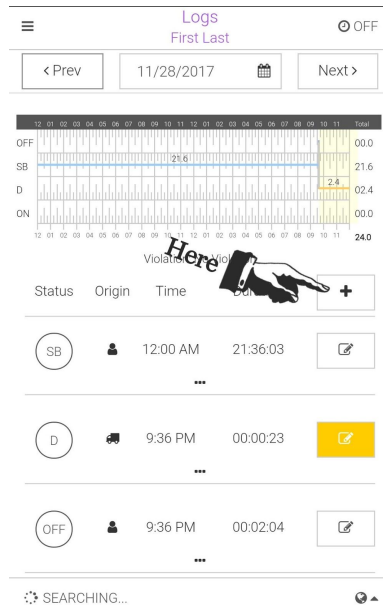 Logs
First Last
OFF
< Prev
11/28/2017
Next >
12 01 02 03 04 05 06 07 08 09 10 11 12 01 02 03 04 05 06 07 08 09 10 11 Total
OFF 00.0
SB 21.6 21.6
D 2.4 02.4
ON 00.0
12 01 02 03 04 05 06 07 08 09 10 11 12 01 02 03 04 05 06 07 08 09 10 11 24.0
Here
Status Origin Time +
SB 12:00 AM 21:36:03
•••
D 9:36 PM 00:00:23
•••
OFF 9:36 PM 00:02:04
•••
SEARCHING...